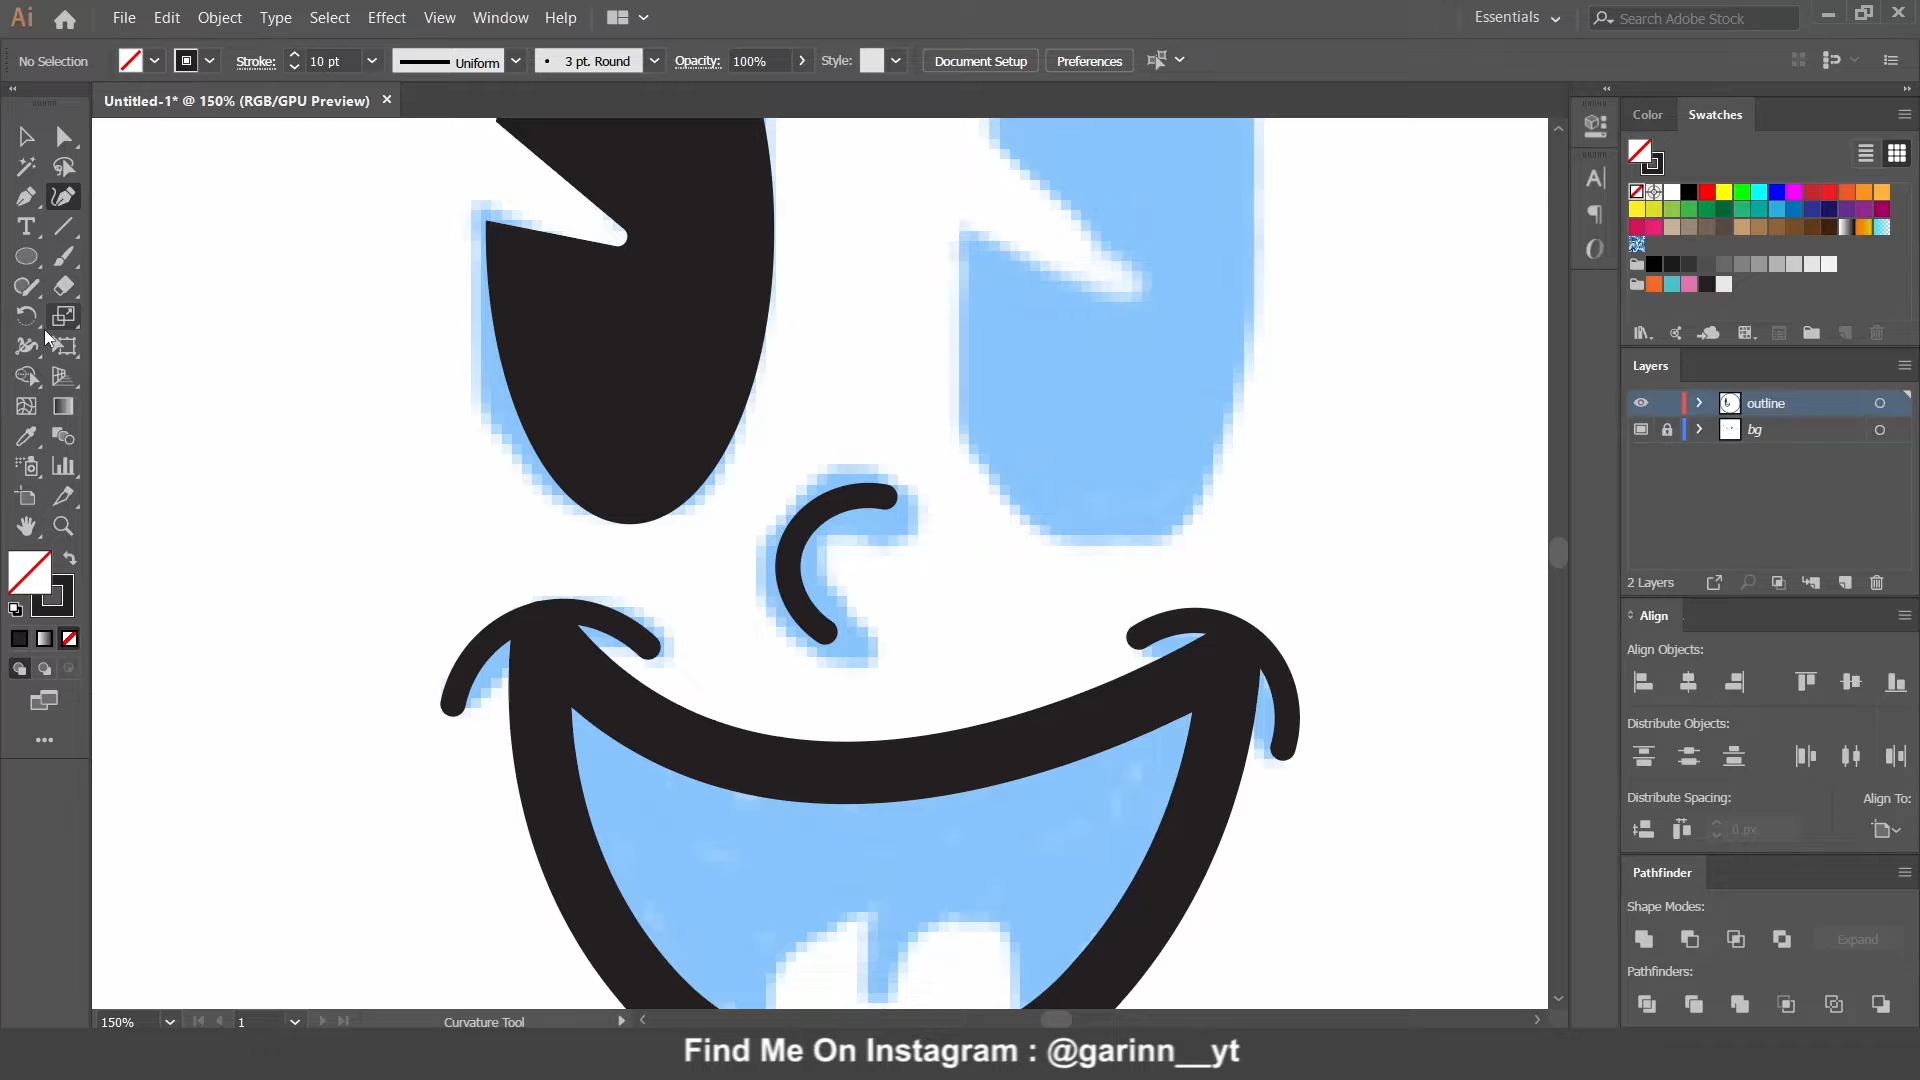 Ai File Edit Object Type Select Effect View Window Help Essentials Search Adobe Stock
No Selection Stroke: 10 pt Uniform 3 pt. Round Opacity: 100% Style: Document Setup Preferences
Untitled-1* @ 150% (RGB/GPU Preview)
Color Swatches
Layers
outline
bg
2 Layers
Align
Align Objects:
Distribute Objects:
Distribute Spacing: Align To:
0 px
Pathfinder
Shape Modes:
Expand
Pathfinders:
150% 1 Curvature Tool
Find Me On Instagram : @garinn__yt